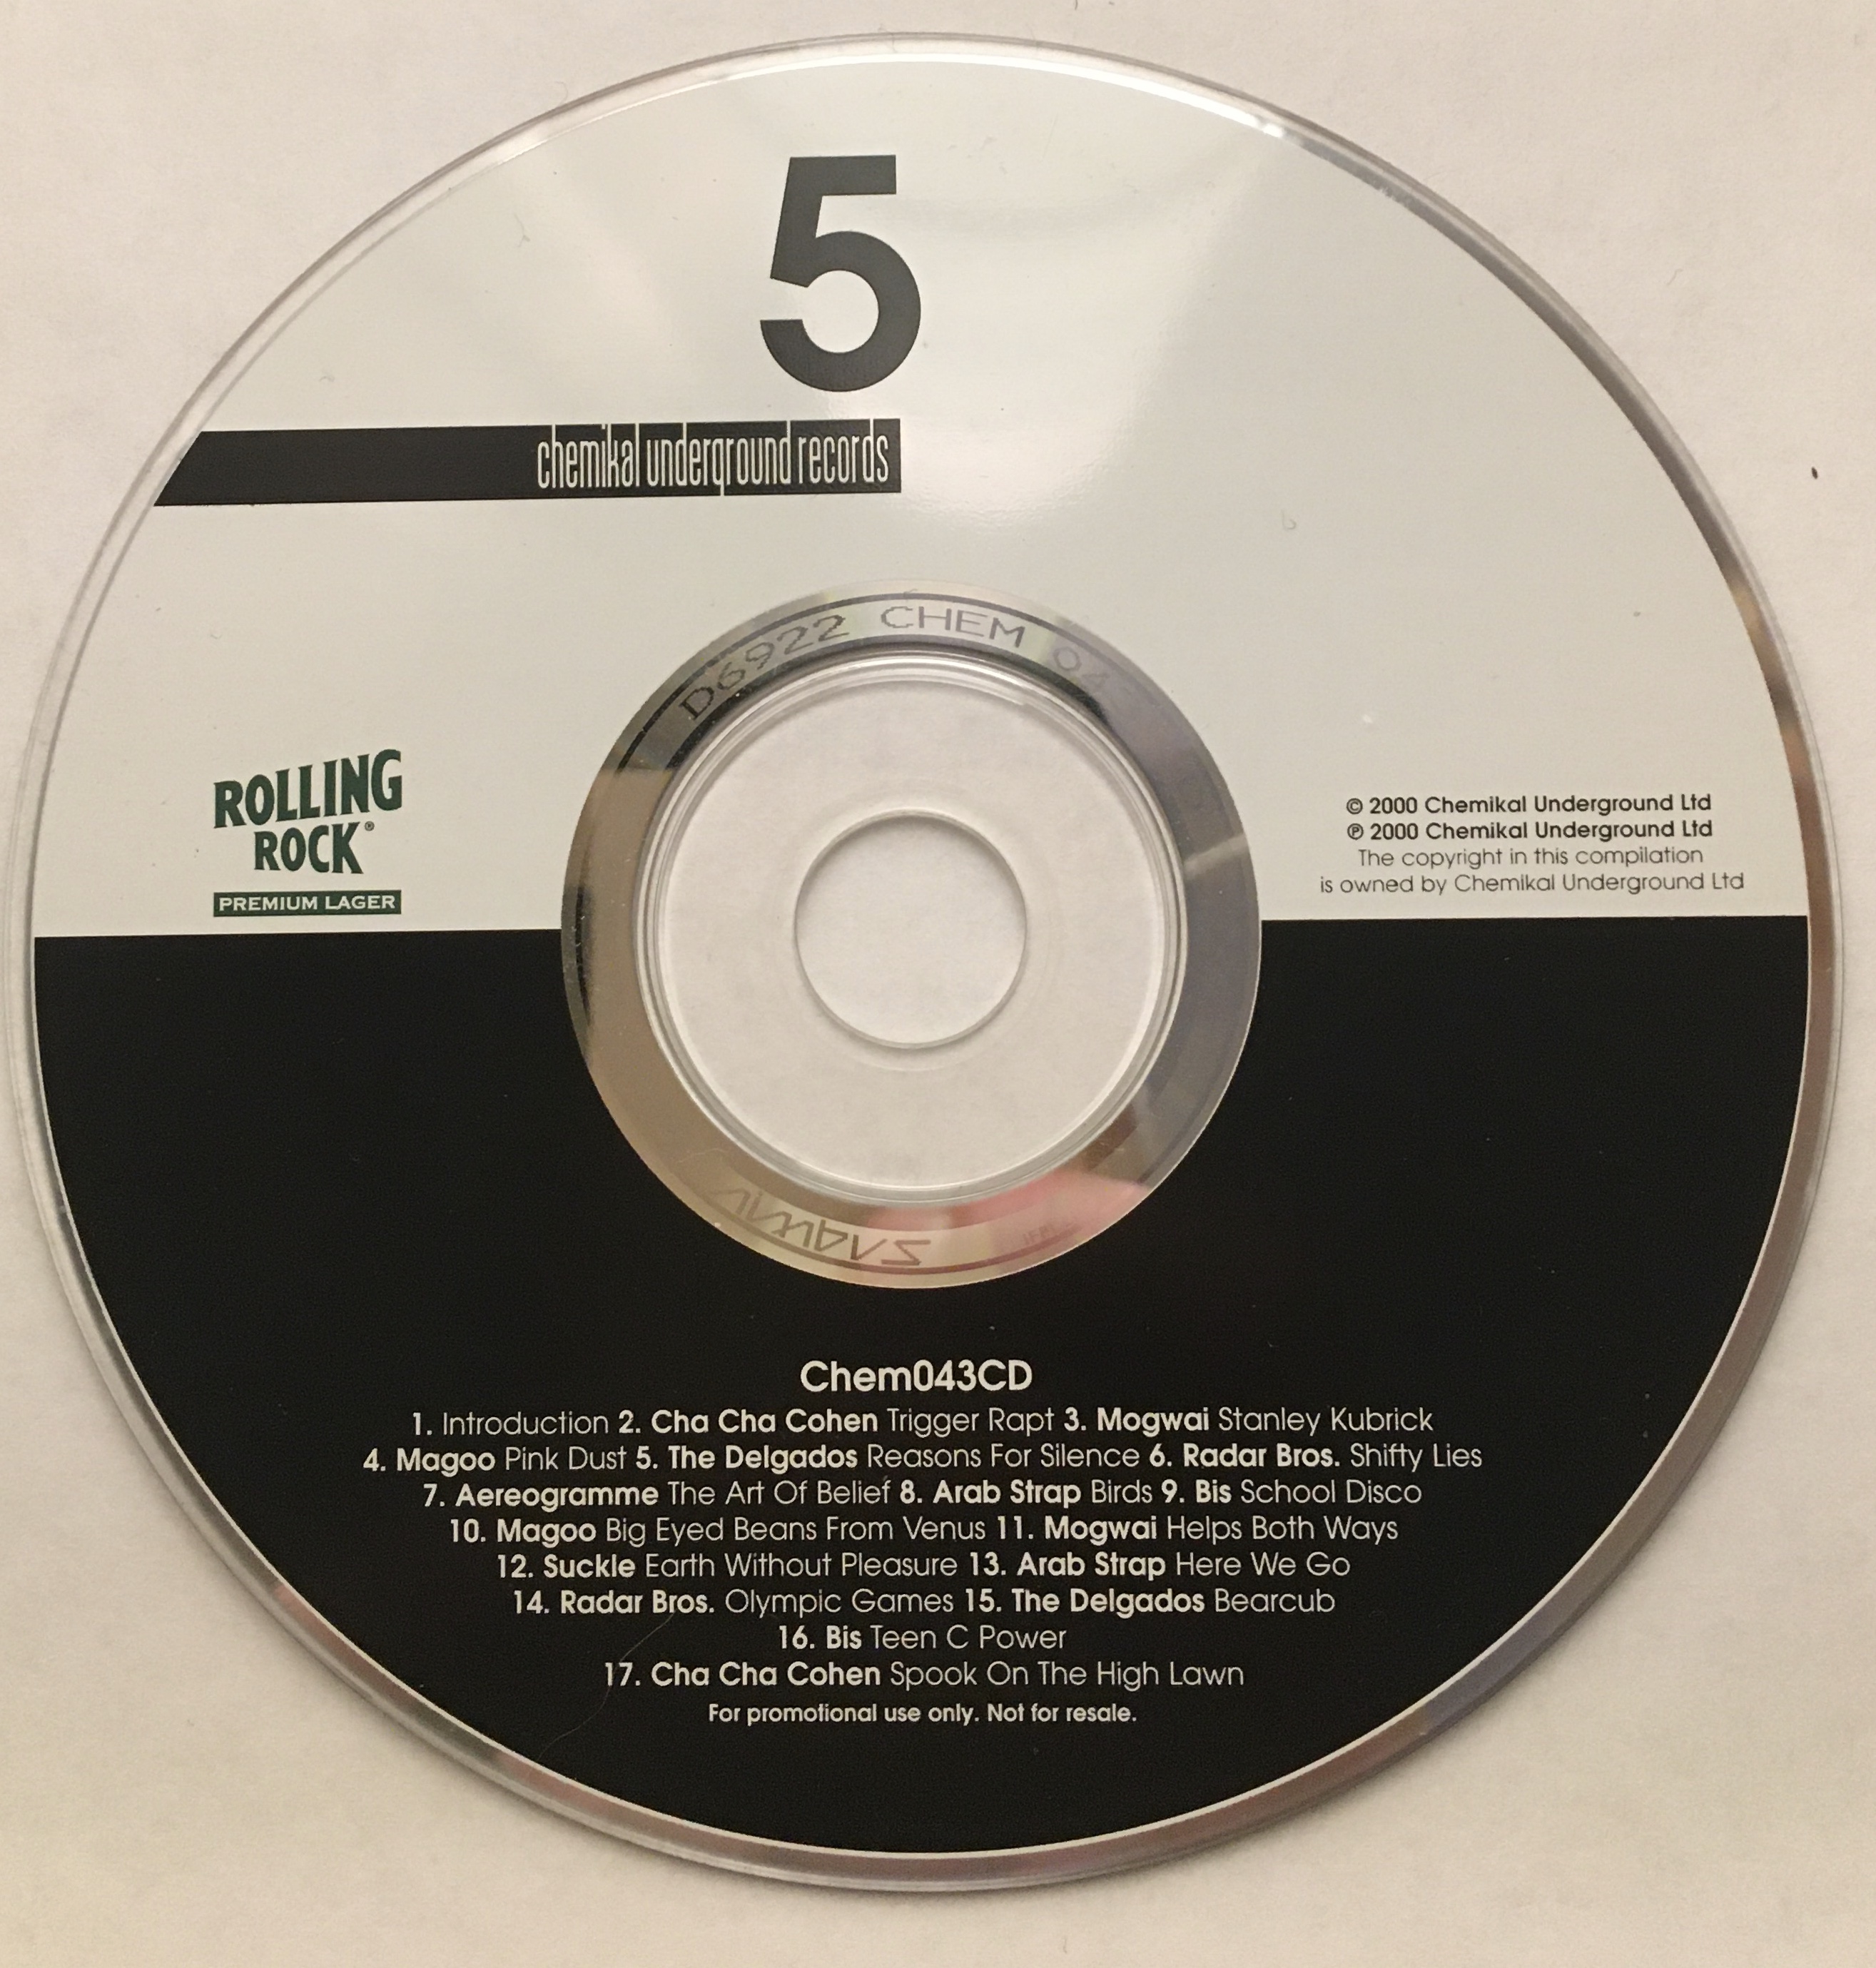 5
chemikal underground records
D6922 CHEM 04
ROLLING
ROCK®
PREMIUM LAGER
© 2000 Chemikal Underground Ltd
℗ 2000 Chemikal Underground Ltd
The copyright in this compilation
is owned by Chemikal Underground Ltd
Chem043CD
1. Introduction 2. Cha Cha Cohen Trigger Rapt 3. Mogwai Stanley Kubrick
4. Magoo Pink Dust 5. The Delgados Reasons For Silence 6. Radar Bros. Shifty Lies
7. Aereogramme The Art Of Belief 8. Arab Strap Birds 9. Bis School Disco
10. Magoo Big Eyed Beans From Venus 11. Mogwai Helps Both Ways
12. Suckle Earth Without Pleasure 13. Arab Strap Here We Go
14. Radar Bros. Olympic Games 15. The Delgados Bearcub
16. Bis Teen C Power
17. Cha Cha Cohen Spook On The High Lawn
For promotional use only. Not for resale.